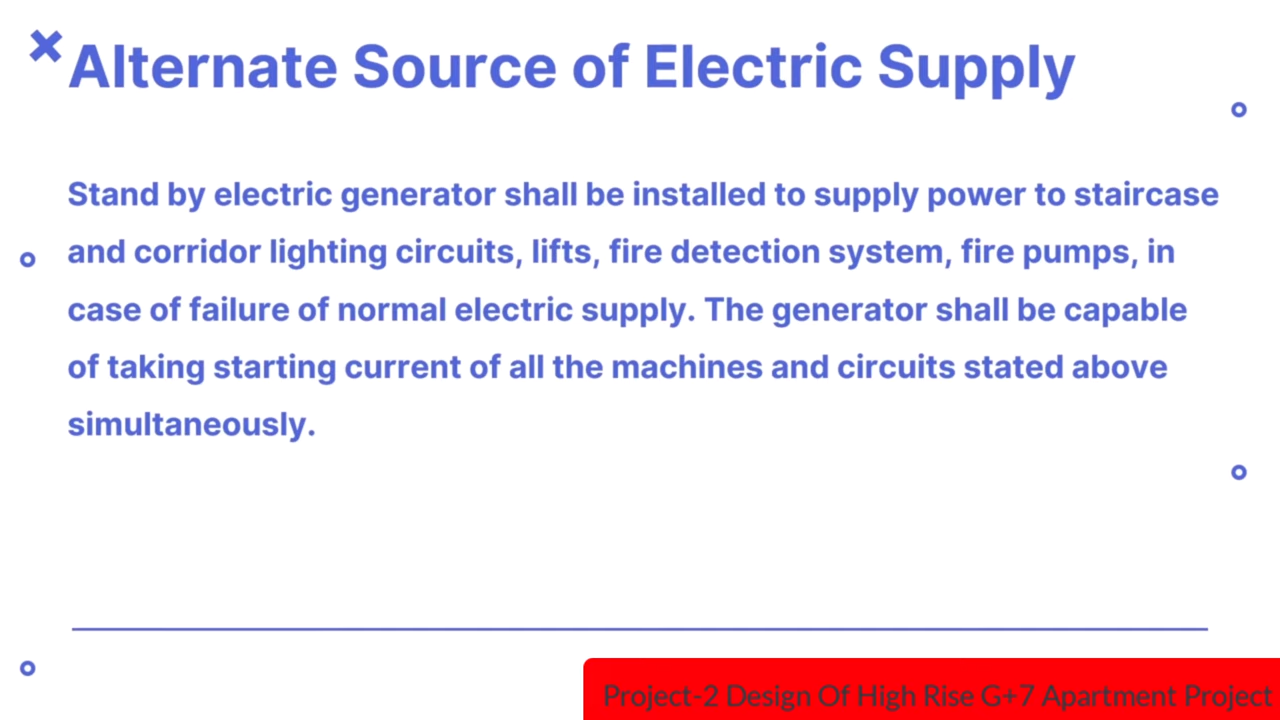 Alternate Source of Electric Supply
Stand by electric generator shall be installed to supply power to staircase
and corridor lighting circuits, lifts, fire detection system, fire pumps, in
case of failure of normal electric supply. The generator shall be capable
of taking starting current of all the machines and circuits stated above
simultaneously.
Project-2 Design Of High Rise G+7 Apartment Project